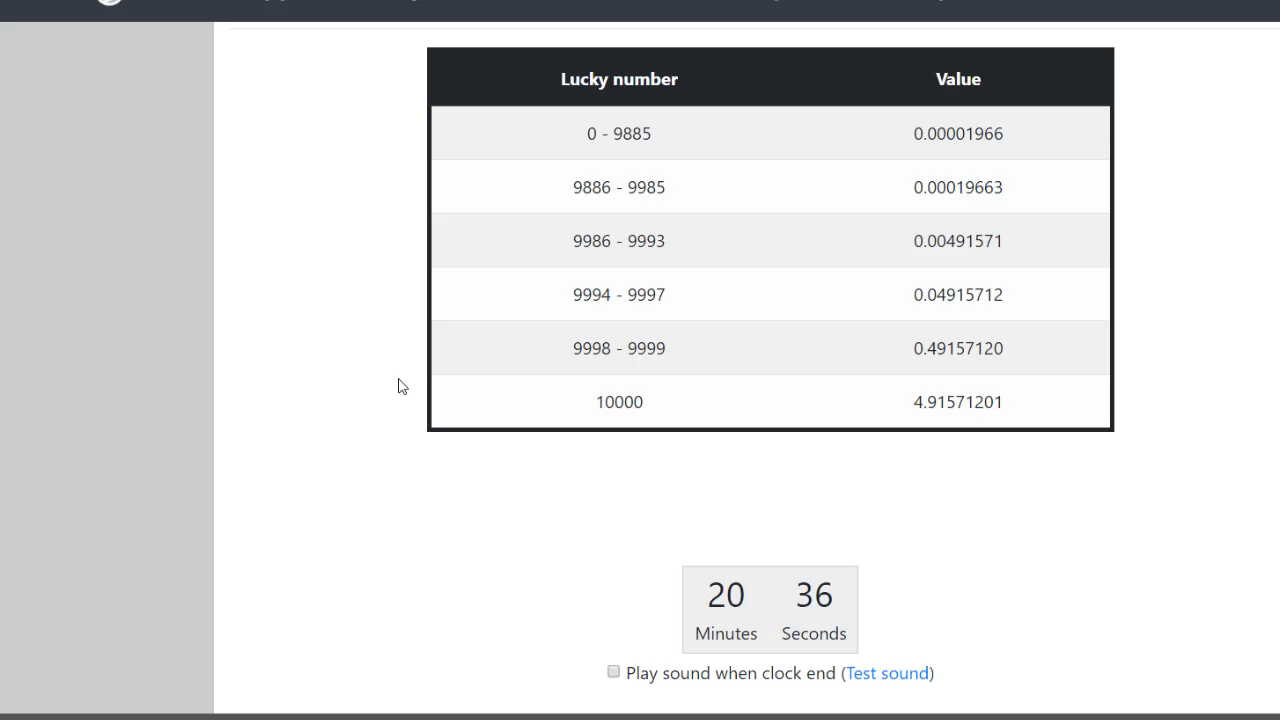 Lucky number Value
0 - 9885 0.00001966
9886 - 9985 0.00019663
9986 - 9993 0.00491571
9994 - 9997 0.04915712
9998 - 9999 0.49157120
10000 4.91571201
20 36
Minutes Seconds
Play sound when clock end (Test sound)